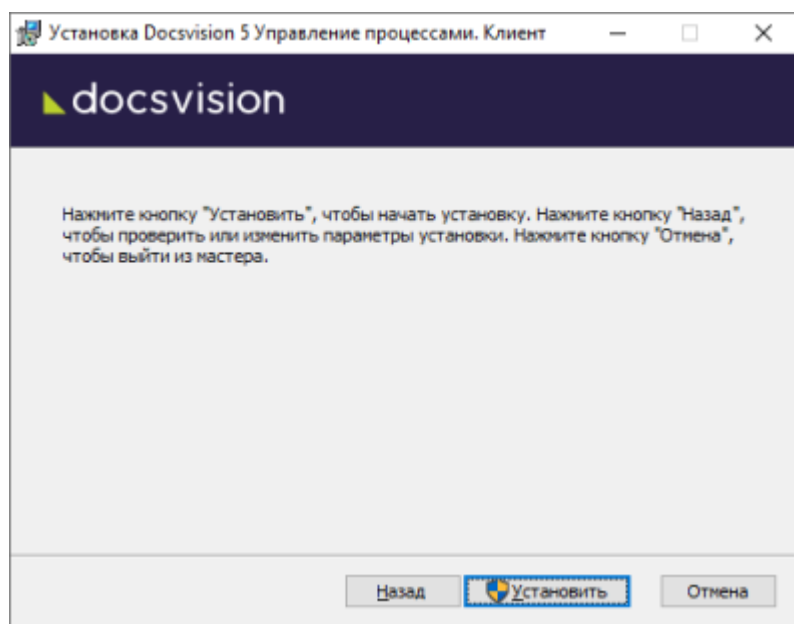 Установка Docsvision 5 Управление процессами. Клиент
docsvision
Нажмите кнопку "Установить", чтобы начать установку. Нажмите кнопку "Назад",
чтобы проверить или изменить параметры установки. Нажмите кнопку "Отмена",
чтобы выйти из мастера.
Назад Установить Отмена